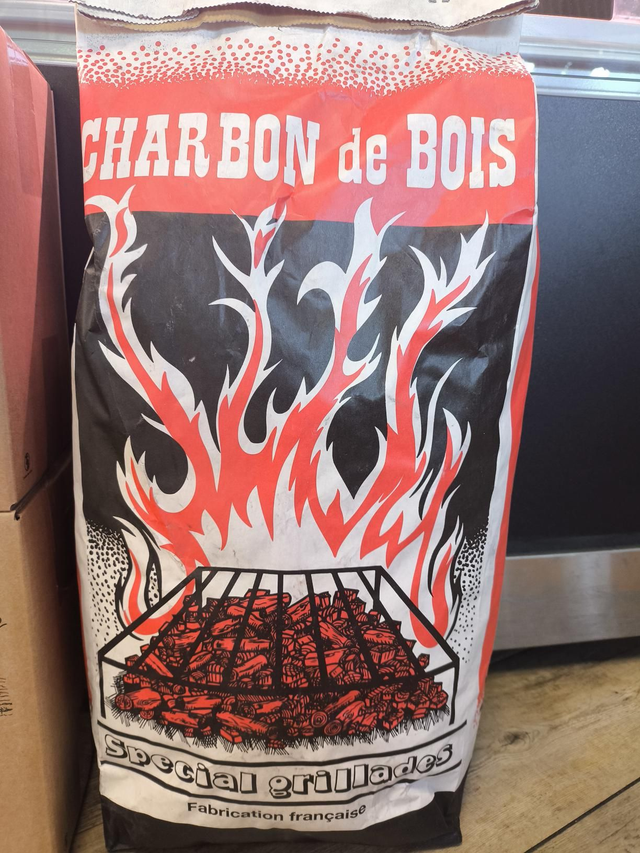 CHARBON de BOIS
Special grillades
Fabrication française